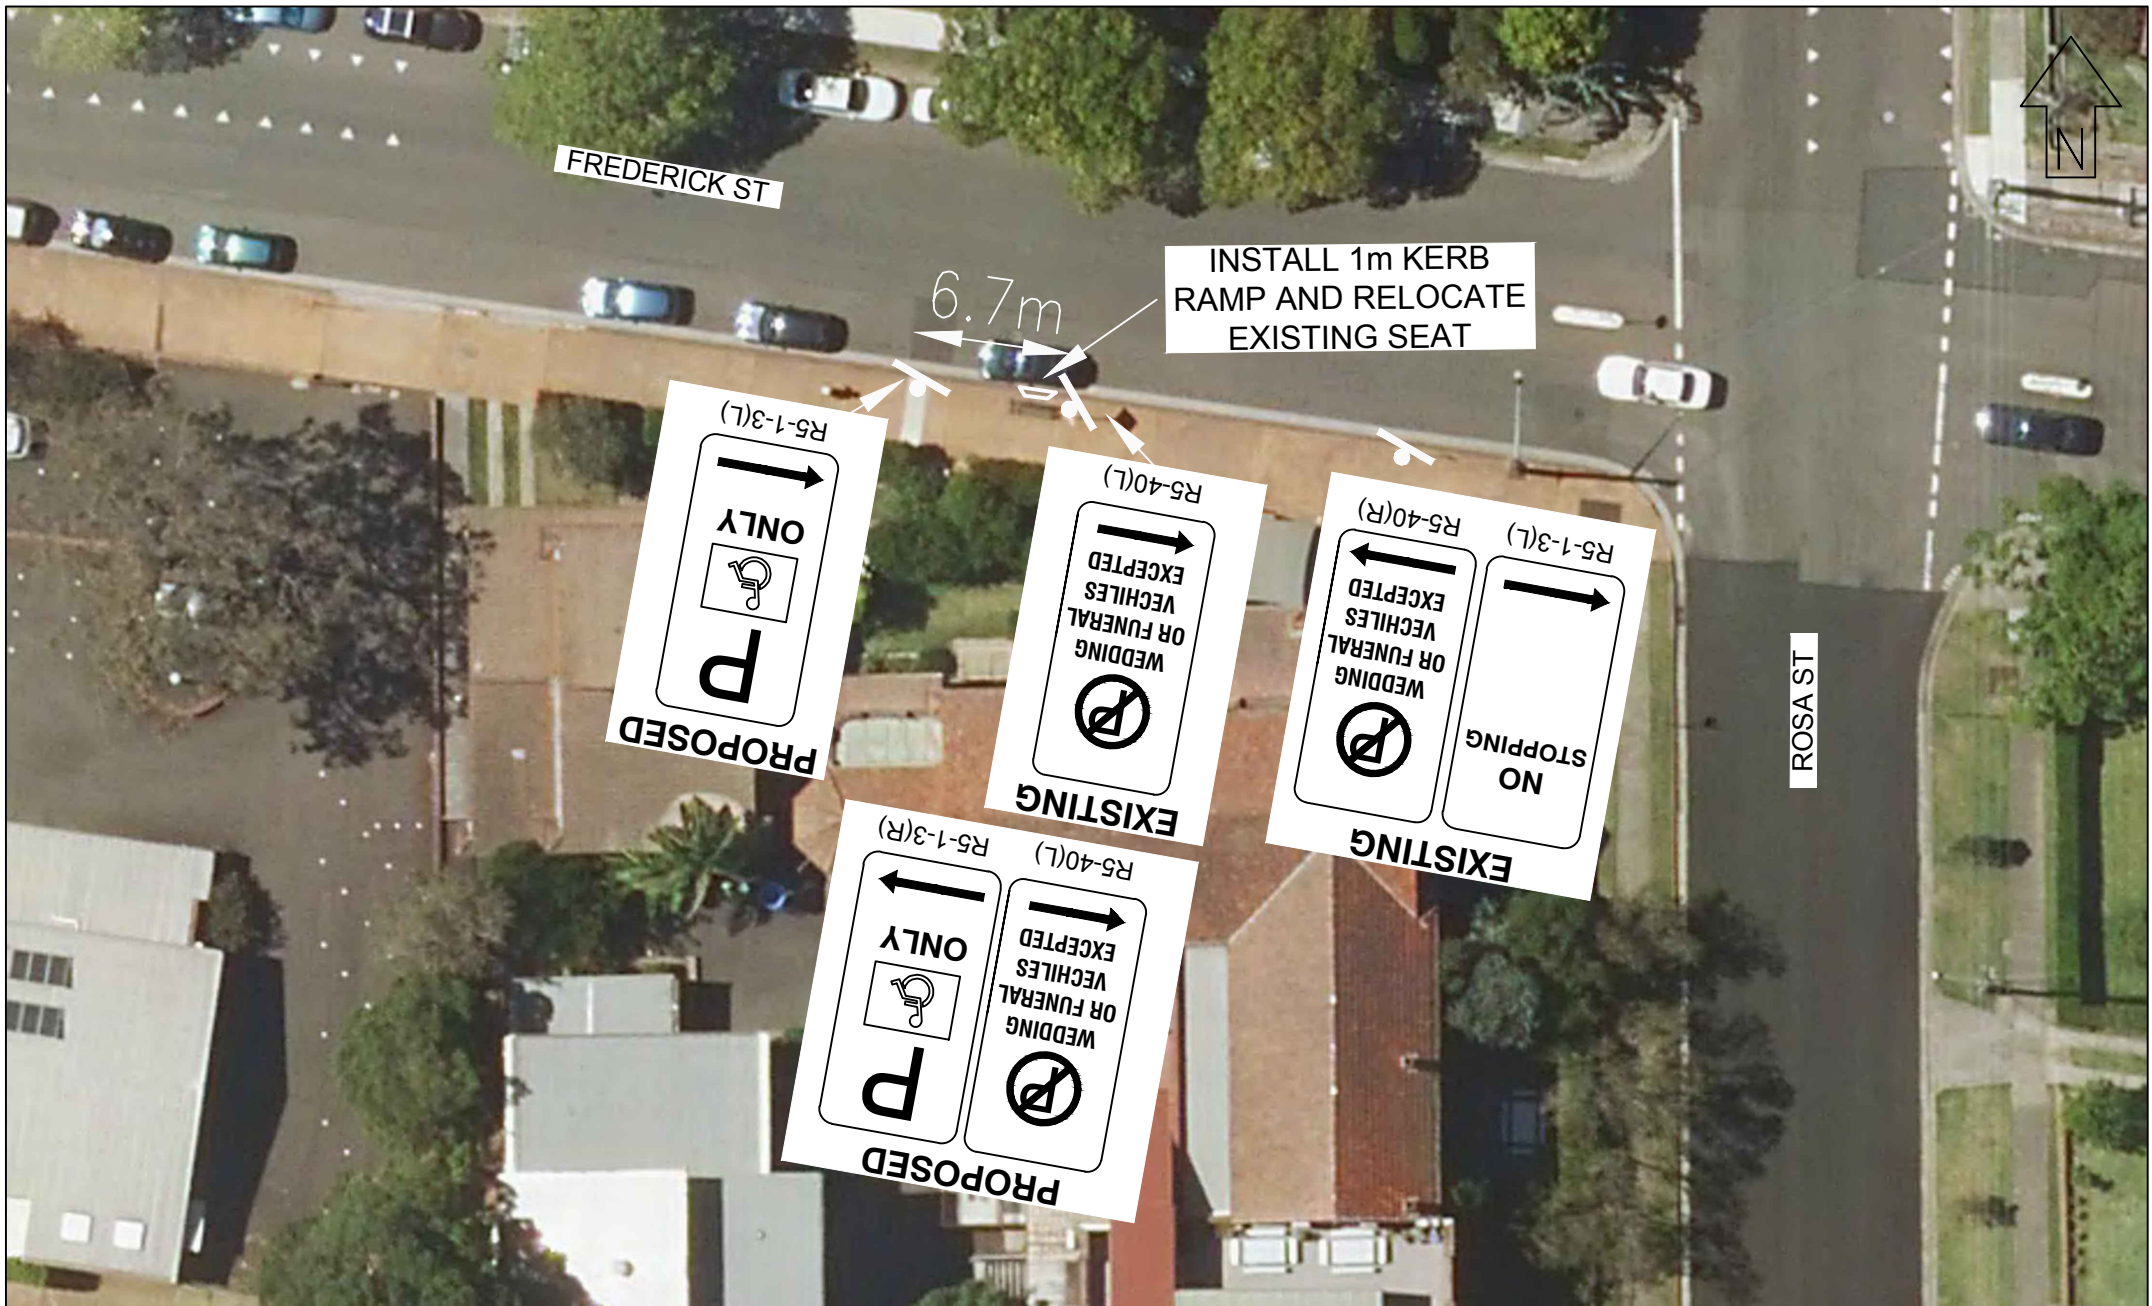 FREDERICK ST
N
6.7m
INSTALL 1m KERB
RAMP AND RELOCATE
EXISTING SEAT
PROPOSED
P
ONLY
R5-1-3(L)
EXISTING
P
WEDDING
OR FUNERAL
VECHILES
EXCEPTED
R5-40(L)
EXISTING
NO
STOPPING
R5-1-3(L)
P
WEDDING
OR FUNERAL
VECHILES
EXCEPTED
R5-40(R)
PROPOSED
P
WEDDING
OR FUNERAL
VECHILES
EXCEPTED
R5-40(L)
P
ONLY
R5-1-3(R)
ROSA ST